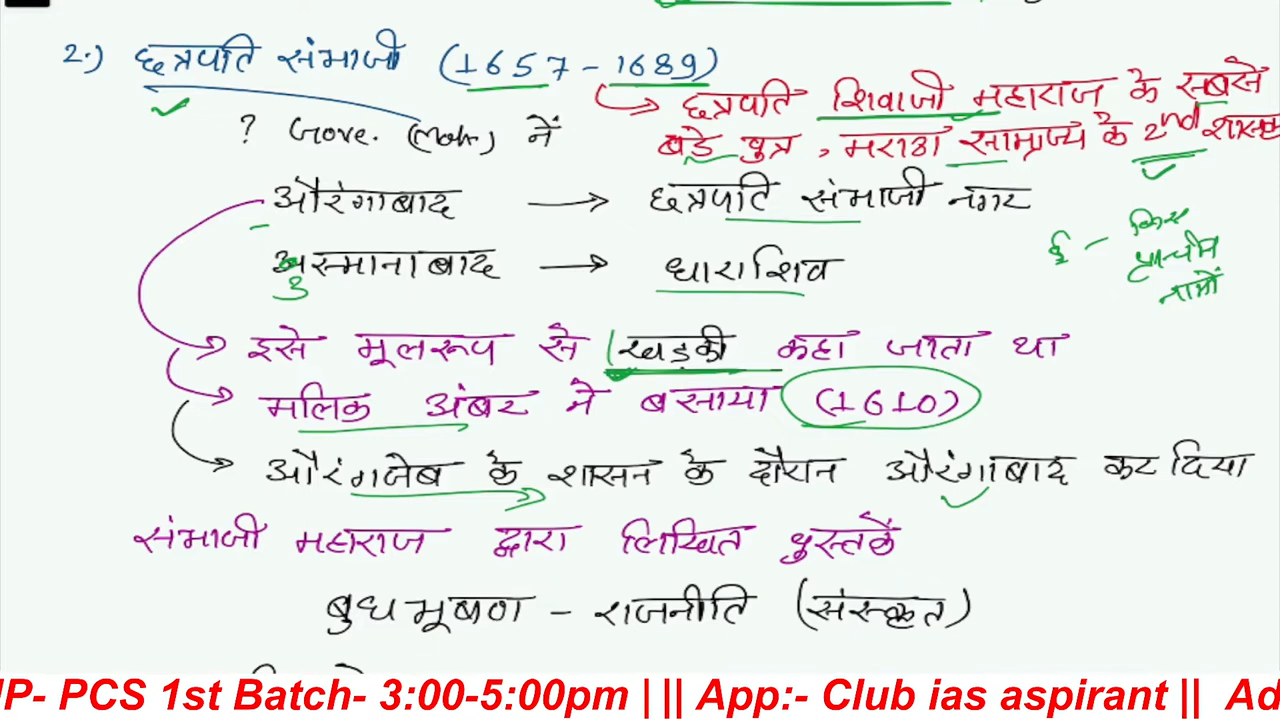 2.) छत्रपति संभाजी (1657 - 1689)
छत्रपति शिवाजी महाराज के सबसे
बड़े पुत्र, मराठा साम्राज्य के 2nd शासक
? Gove. (Mah.) नें
औरंगाबाद → छत्रपति संभाजी नगर
उस्मानाबाद → धाराशिव
ई - किस
प्राचीन
नामों
इसे मूलरूप से खड़की कहा जाता था
मलिक अंबर ने बसाया (1610)
औरंगजेब के शासन के दौरान औरंगाबाद कर दिया
संभाजी महाराज द्वारा लिखित पुस्तकें
बुधभूषण - राजनीति (संस्कृत)
UP- PCS 1st Batch- 3:00-5:00pm | || App:- Club ias aspirant || Ad